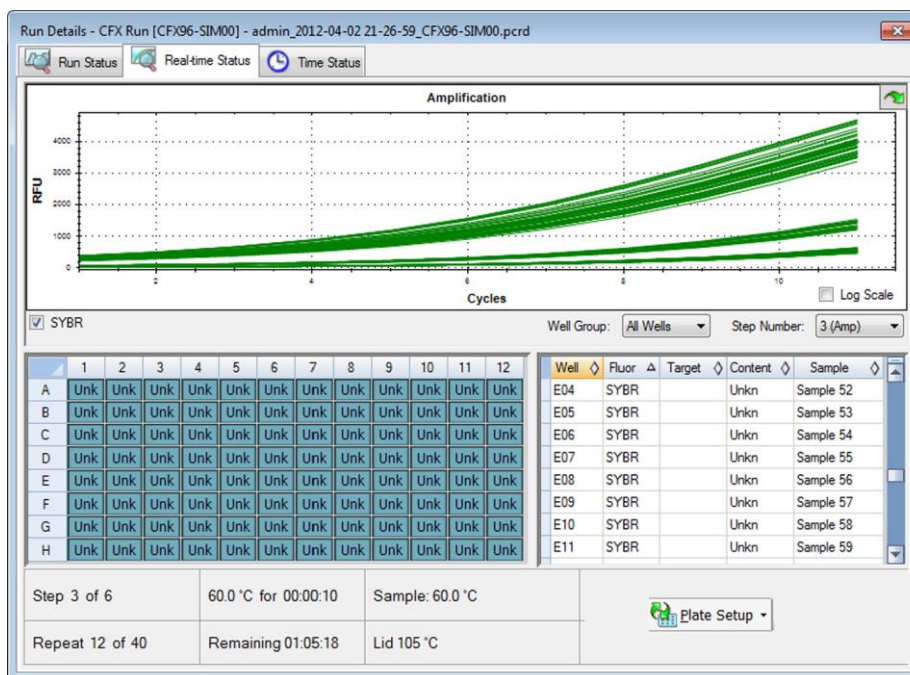 Run Details - CFX Run [CFX96-SIM00] - admin_2012-04-02 21-26-59_CFX96-SIM00.pcrd
Run Status Real-time Status Time Status
Amplification
RFU
4000
3000
2000
1000
0
2 4 6 8 10
Cycles
Log Scale
SYBR Well Group: All Wells Step Number: 3 (Amp)
1 2 3 4 5 6 7 8 9 10 11 12
A Unk Unk Unk Unk Unk Unk Unk Unk Unk Unk Unk Unk
B Unk Unk Unk Unk Unk Unk Unk Unk Unk Unk Unk Unk
C Unk Unk Unk Unk Unk Unk Unk Unk Unk Unk Unk Unk
D Unk Unk Unk Unk Unk Unk Unk Unk Unk Unk Unk Unk
E Unk Unk Unk Unk Unk Unk Unk Unk Unk Unk Unk Unk
F Unk Unk Unk Unk Unk Unk Unk Unk Unk Unk Unk Unk
G Unk Unk Unk Unk Unk Unk Unk Unk Unk Unk Unk Unk
H Unk Unk Unk Unk Unk Unk Unk Unk Unk Unk Unk Unk
Well Fluor Target Content Sample
E04 SYBR Unkn Sample 52
E05 SYBR Unkn Sample 53
E06 SYBR Unkn Sample 54
E07 SYBR Unkn Sample 55
E08 SYBR Unkn Sample 56
E09 SYBR Unkn Sample 57
E10 SYBR Unkn Sample 58
E11 SYBR Unkn Sample 59
Step 3 of 6 60.0 °C for 00:00:10 Sample: 60.0 °C
Plate Setup
Repeat 12 of 40 Remaining 01:05:18 Lid 105 °C